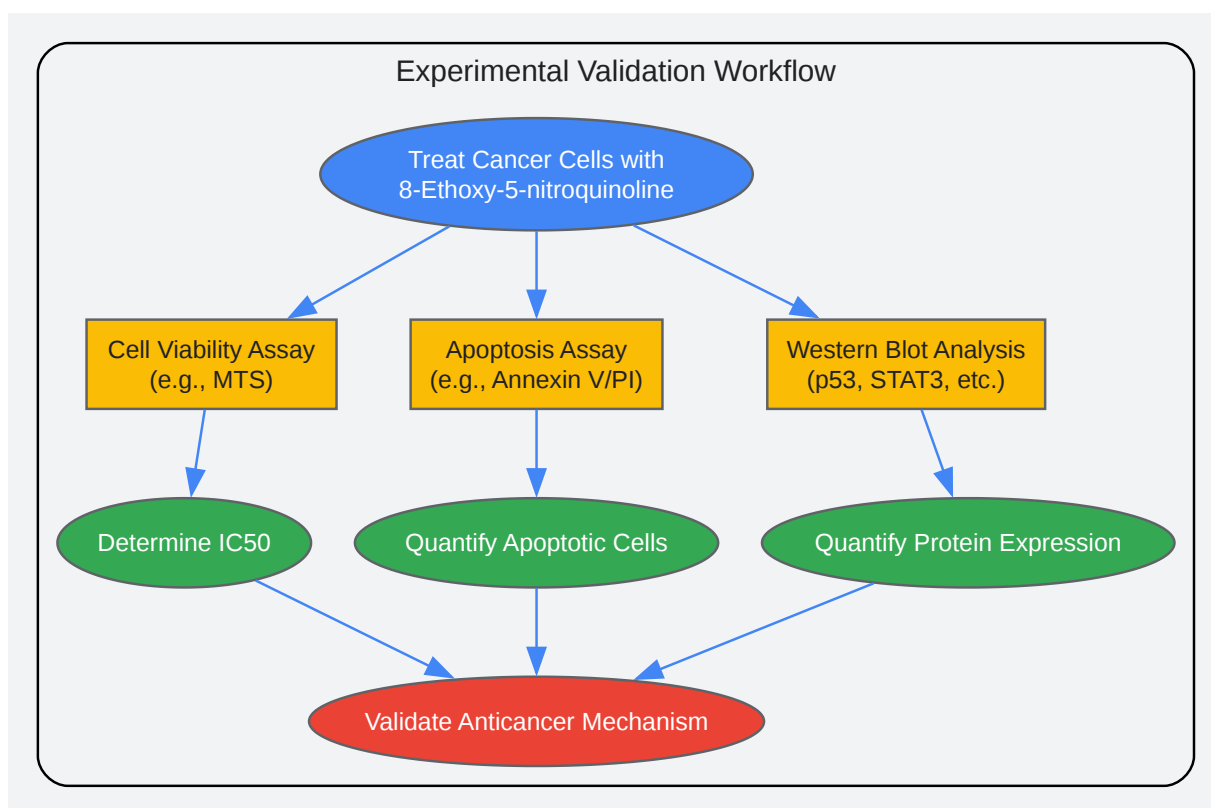 Experimental Validation Workflow
Treat Cancer Cells with
8-Ethoxy-5-nitroquinoline
Cell Viability Assay
(e.g., MTS)
Apoptosis Assay
(e.g., Annexin V/PI)
Western Blot Analysis
(p53, STAT3, etc.)
Determine IC50
Quantify Apoptotic Cells
Quantify Protein Expression
Validate Anticancer Mechanism